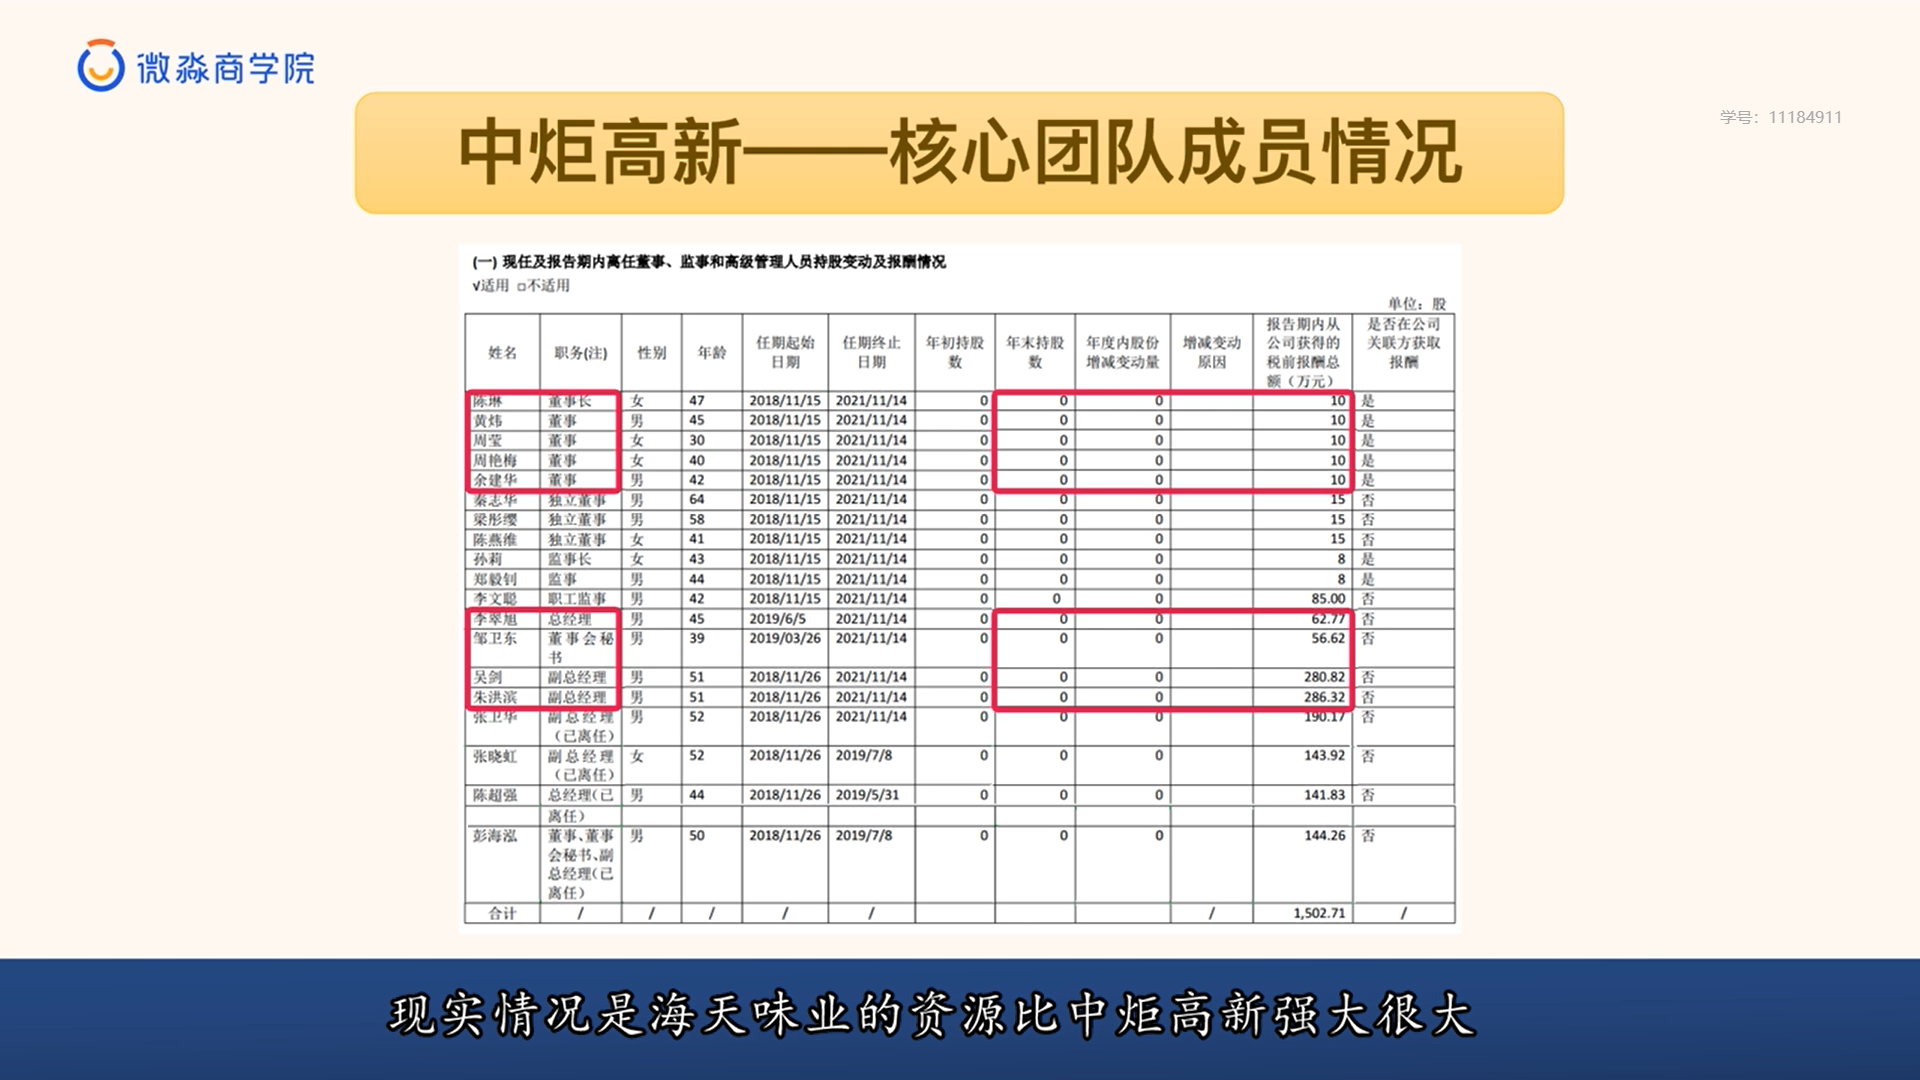 微淼商学院
学号：11184911
中炬高新——核心团队成员情况
(一) 现任及报告期内离任董事、监事和高级管理人员持股变动及报酬情况
√适用 □不适用
单位：股
姓名 职务(注) 性别 年龄 任期起始日期 任期终止日期 年初持股数 年末持股数 年度内股份增减变动量 增减变动原因 报告期内从公司获得的税前报酬总额（万元） 是否在公司关联方获取报酬
陈琳 董事长 女 47 2018/11/15 2021/11/14 0 0 0 10 是
黄炜 董事 男 45 2018/11/15 2021/11/14 0 0 0 10 是
周莹 董事 女 30 2018/11/15 2021/11/14 0 0 0 10 是
周艳梅 董事 女 40 2018/11/15 2021/11/14 0 0 0 10 是
余建华 董事 男 42 2018/11/15 2021/11/14 0 0 0 10 是
秦志华 独立董事 男 64 2018/11/15 2021/11/14 0 0 0 15 否
梁彤缨 独立董事 男 58 2018/11/15 2021/11/14 0 0 0 15 否
陈燕维 独立董事 女 41 2018/11/15 2021/11/14 0 0 0 15 否
孙莉 监事长 女 43 2018/11/15 2021/11/14 0 0 0 8 是
郑毅钊 监事 男 44 2018/11/15 2021/11/14 0 0 0 8 是
李文聪 职工监事 男 42 2018/11/15 2021/11/14 0 0 0 85.00 否
李翠旭 总经理 男 45 2019/6/5 2021/11/14 0 0 0 62.77 否
邹卫东 董事会秘书 男 39 2019/03/26 2021/11/14 0 0 0 56.62 否
吴剑 副总经理 男 51 2018/11/26 2021/11/14 0 0 0 280.82 否
朱洪滨 副总经理 男 51 2018/11/26 2021/11/14 0 0 0 286.32 否
张卫华 副总经理（已离任） 男 52 2018/11/26 2021/11/14 0 0 0 190.17 否
张晓虹 副总经理（已离任） 女 52 2018/11/26 2019/7/8 0 0 0 143.92 否
陈超强 总经理(已离任） 男 44 2018/11/26 2019/5/31 0 0 0 141.83 否
彭海泓 董事、董事会秘书、副总经理(已离任） 男 50 2018/11/26 2019/7/8 0 0 0 144.26 否
合计 / / / / / / 1,502.71 /
现实情况是海天味业的资源比中炬高新强大很大